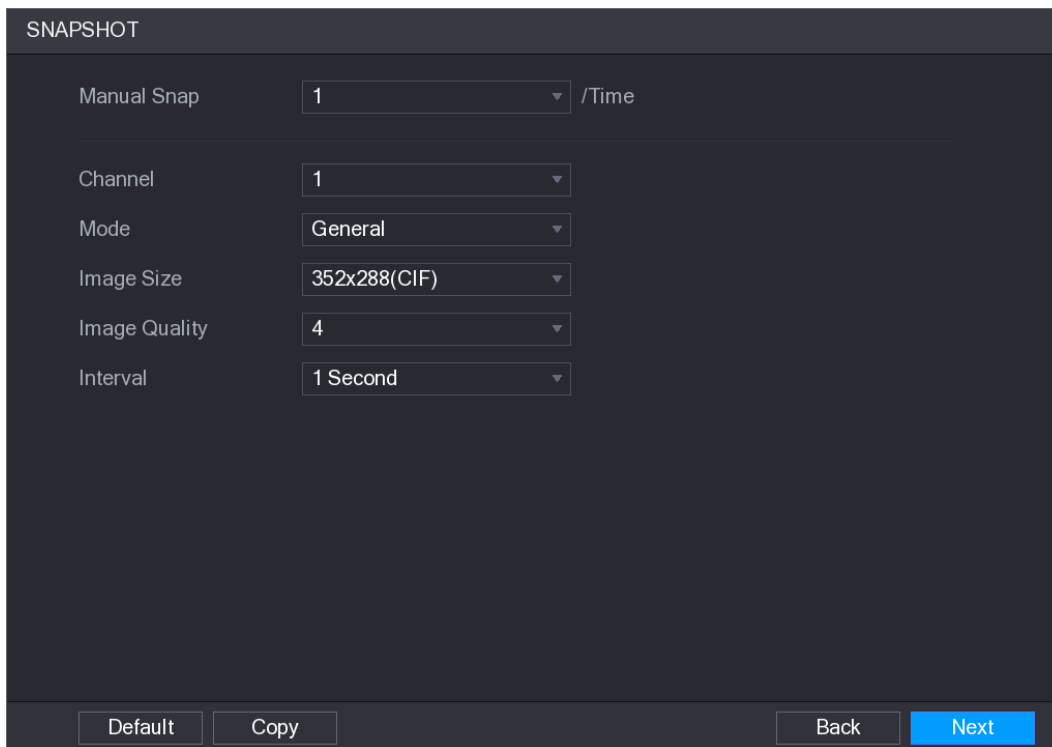 SNAPSHOT
Manual Snap 1 /Time
Channel 1
Mode General
Image Size 352x288(CIF)
Image Quality 4
Interval 1 Second
Default Copy Back Next